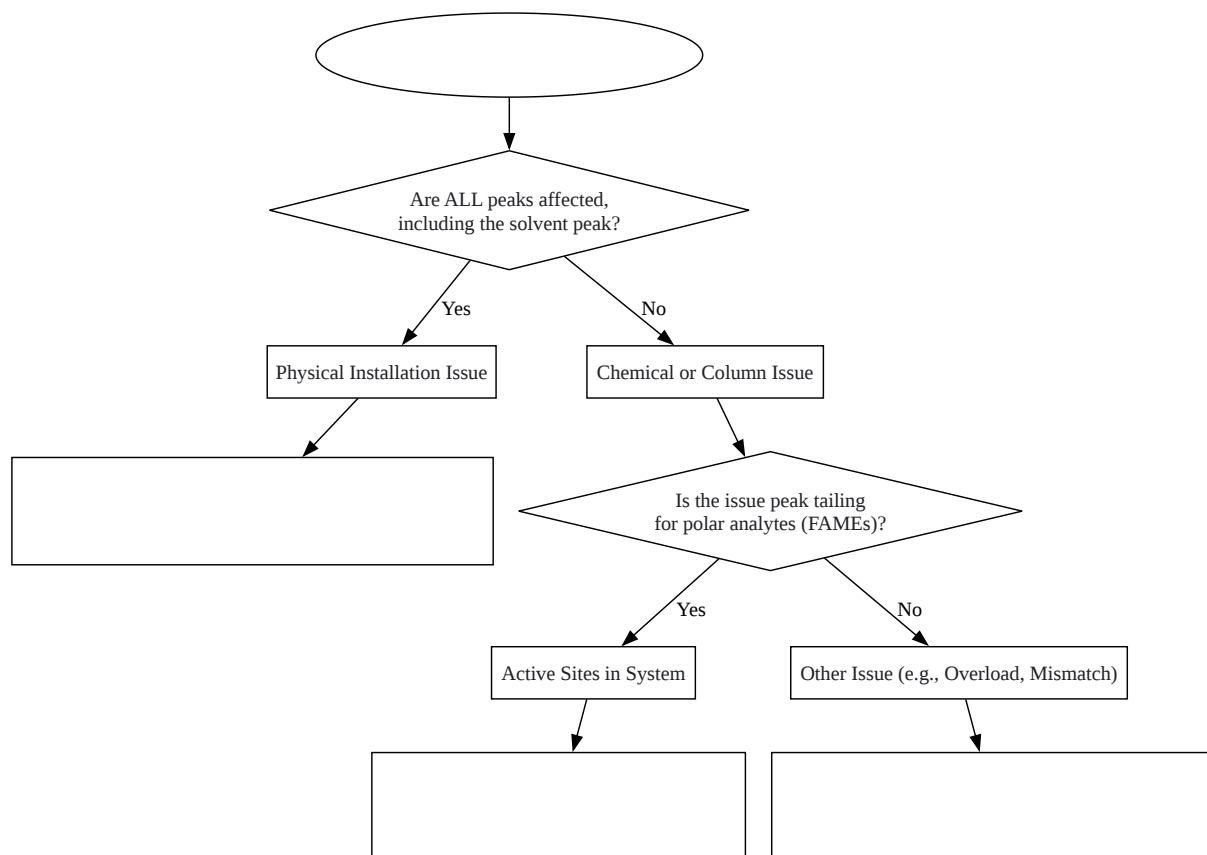 Are ALL peaks affected,
including the solvent peak?
Yes
No
Physical Installation Issue
Chemical or Column Issue
Is the issue peak tailing
for polar analytes (FAMEs)?
Yes
No
Active Sites in System
Other Issue (e.g., Overload, Mismatch)